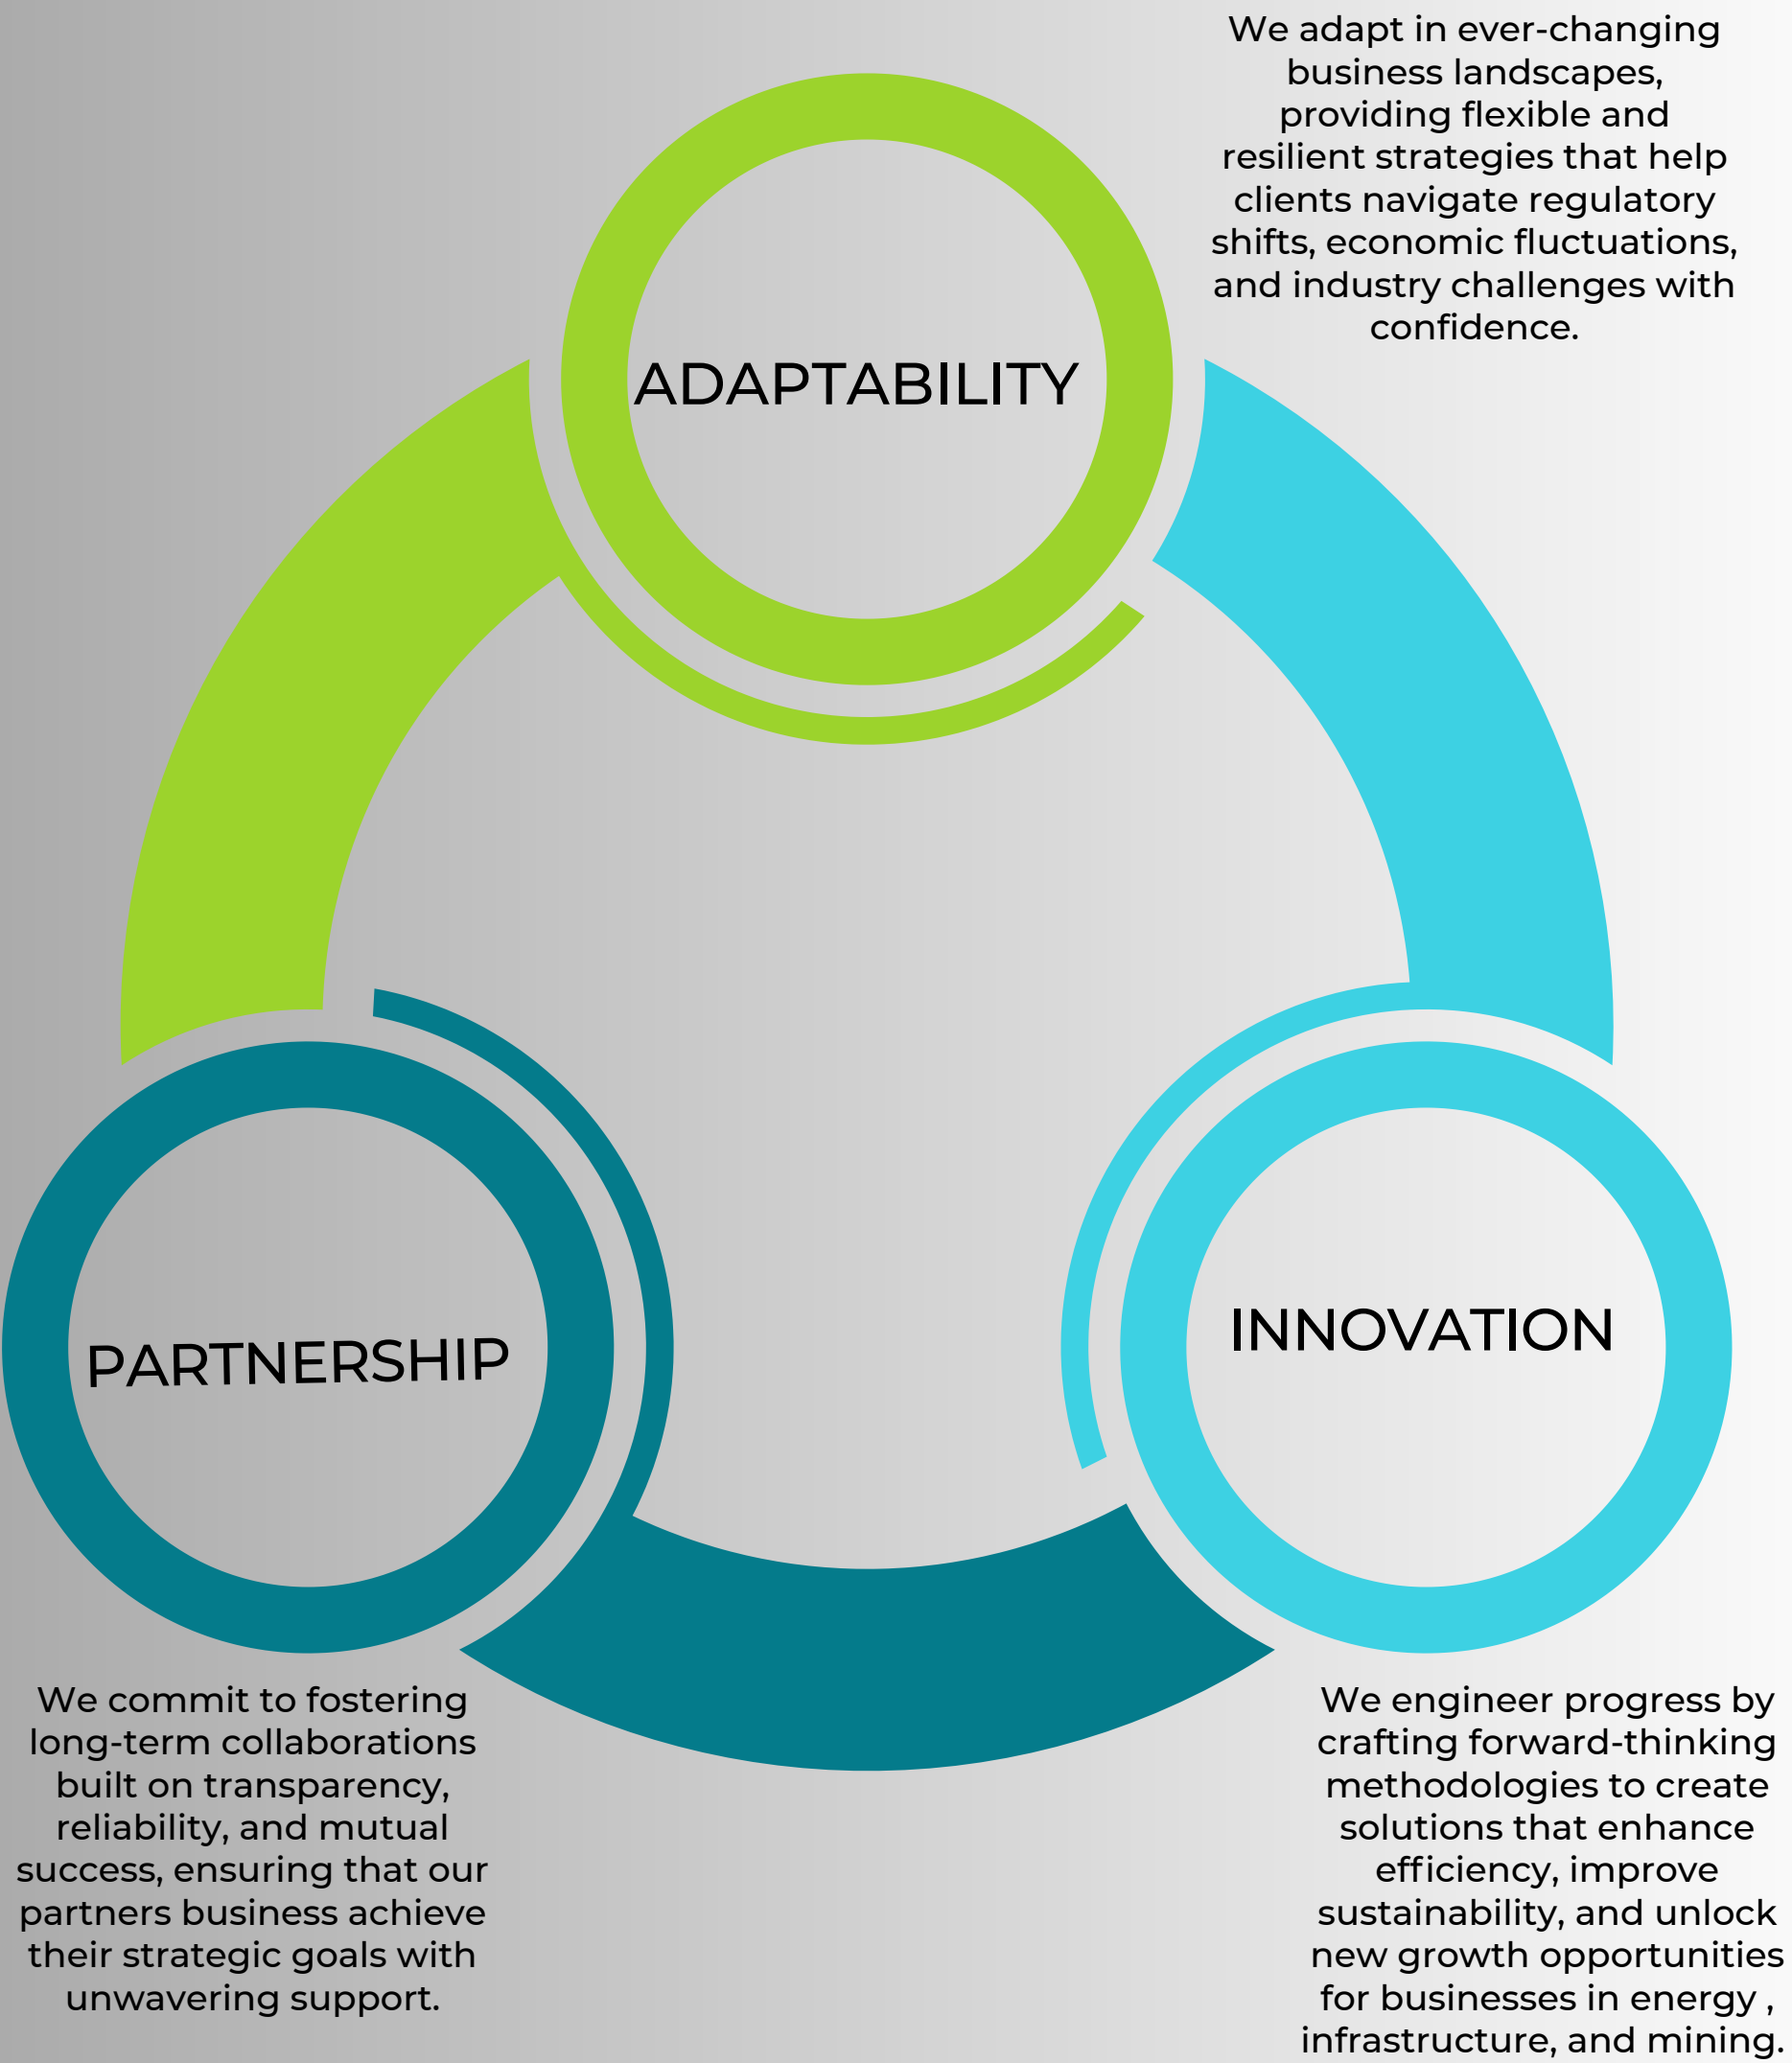 We adapt in ever-changing
business landscapes,
providing flexible and
resilient strategies that help
clients navigate regulatory
shifts, economic fluctuations,
and industry challenges with
confidence.
ADAPTABILITY
INNOVATION
PARTNERSHIP
We commit to fostering
long-term collaborations
built on transparency,
reliability, and mutual
success, ensuring that our
partners business achieve
their strategic goals with
unwavering support.
We engineer progress by
crafting forward-thinking
methodologies to create
solutions that enhance
efficiency, improve
sustainability, and unlock
new growth opportunities
for businesses in energy ,
infrastructure, and mining.